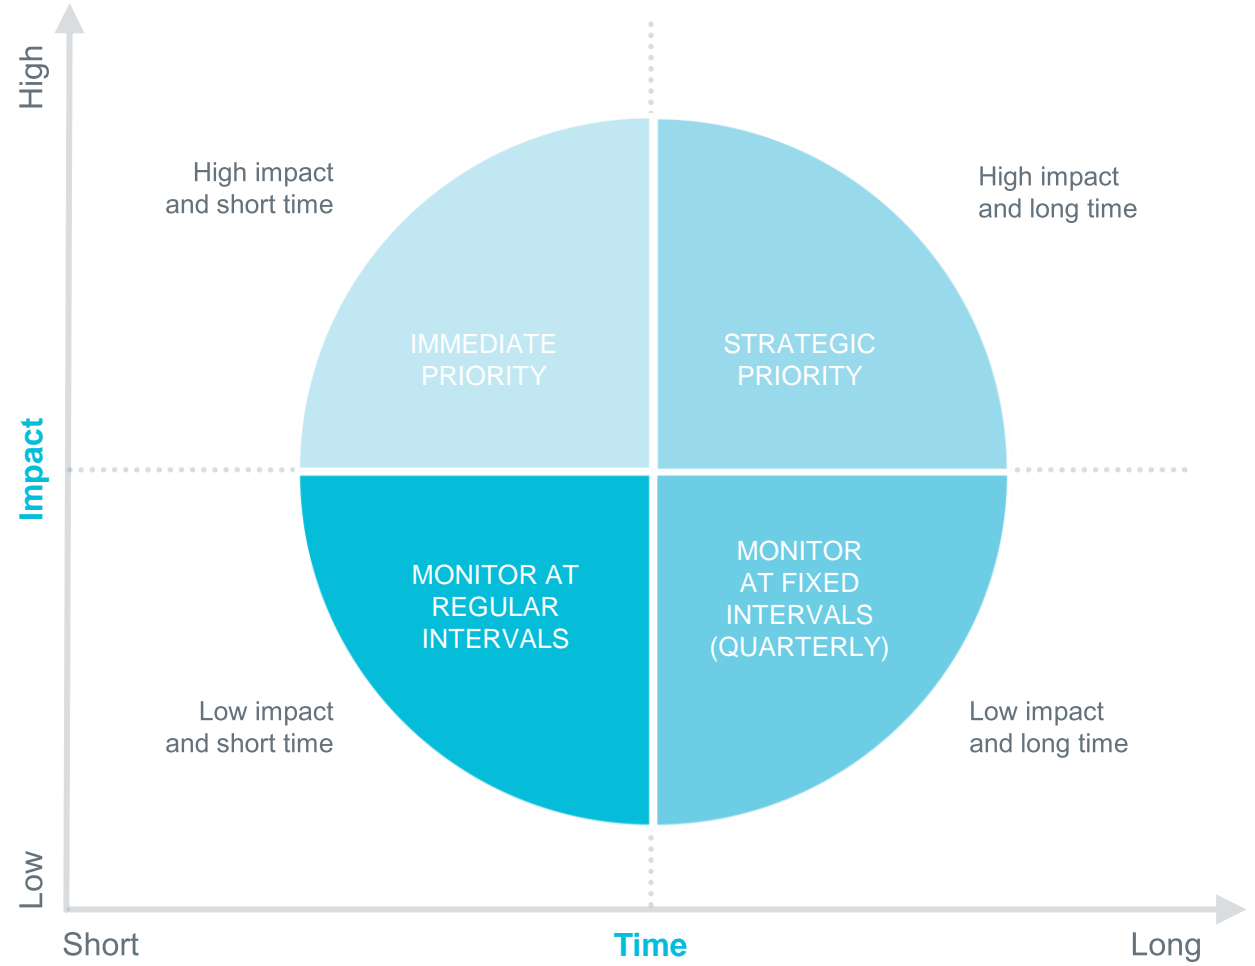 High
High impact
and short time
High impact
and long time
IMMEDIATE
PRIORITY
STRATEGIC
PRIORITY
Impact
MONITOR AT
REGULAR
INTERVALS
MONITOR
AT FIXED
INTERVALS
(QUARTERLY)
Low impact
and short time
Low impact
and long time
Low
Short
Time
Long